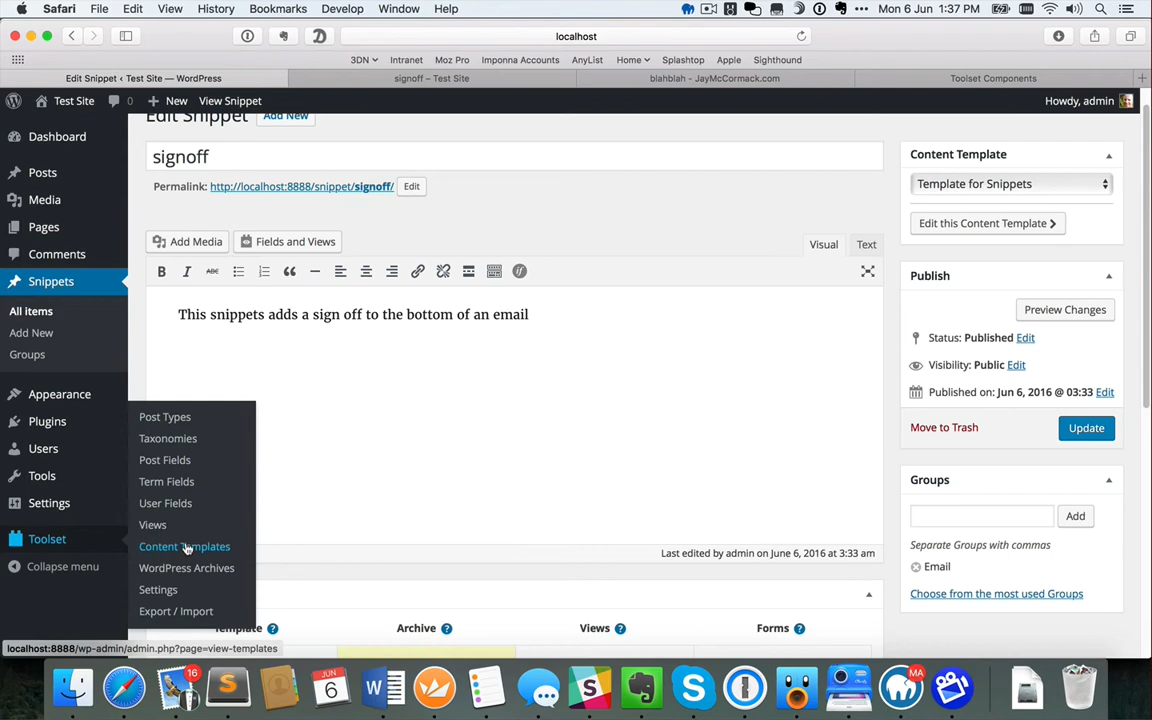 Safari File Edit View History Bookmarks Develop Window Help Mon 6 Jun 1:37 PM
localhost
3DN Intranet Moz Pro Imponna Accounts AnyList Home Splashtop Apple Sighthound
Edit Snippet ‹ Test Site — WordPress signoff – Test Site blahblah - JayMcCormack.com Toolset Components
Test Site 0 New View Snippet Howdy, admin
Edit Snippet Add New
Dashboard
Posts
Media
Pages
Comments
Snippets
All items
Add New
Groups
Appearance
Plugins
Users
Tools
Settings
Toolset
Collapse menu
Post Types
Taxonomies
Post Fields
Term Fields
User Fields
Views
Content Templates
WordPress Archives
Settings
Export / Import
signoff
Permalink: http://localhost:8888/snippet/signoff/ Edit
Add Media Fields and Views Visual Text
B I ABC
This snippets adds a sign off to the bottom of an email
Last edited by admin on June 6, 2016 at 3:33 am
Template Archive Views Forms
Content Template
Template for Snippets
Edit this Content Template
Publish
Preview Changes
Status: Published Edit
Visibility: Public Edit
Published on: Jun 6, 2016 @ 03:33 Edit
Move to Trash Update
Groups
Add
Separate Groups with commas
Email
Choose from the most used Groups
localhost:8888/wp-admin/admin.php?page=view-templates
16
JUN
6
MA